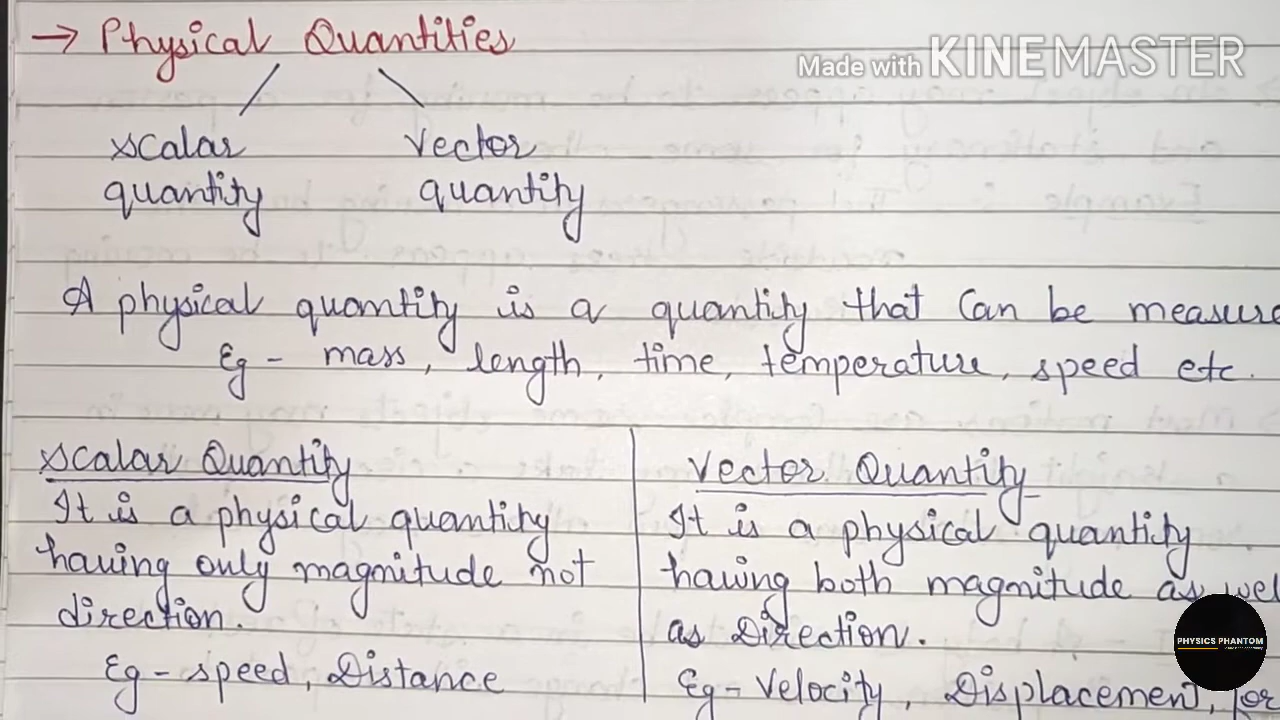 → Physical Quantities
Made with KINEMASTER
scalar vector
quantity quantity
A physical quantity is a quantity that can be measure
Eg - mass, length, time, temperature, speed etc.
Scalar Quantity
It is a physical quantity
having only magnitude not
direction.
Eg - speed, Distance
Vector Quantity
It is a physical quantity
having both magnitude as wel
as Direction.
Eg - Velocity, Displacement, for
PHYSICS PHANTOM